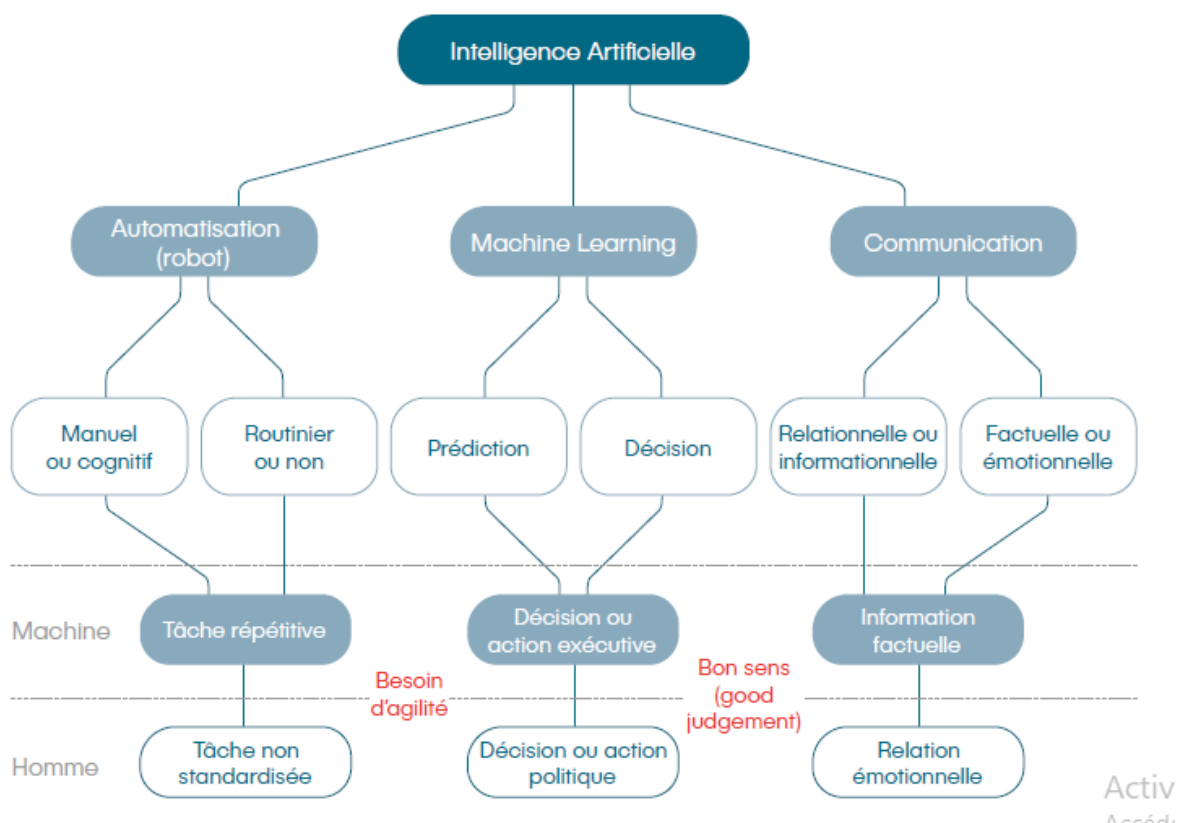 Intelligence Artificielle
Automatisation
(robot)
Machine Learning
Communication
Manuel
ou cognitif
Routinier
ou non
Prédiction
Décision
Relationnelle ou
informationnelle
Factuelle ou
émotionnelle
Machine
Tâche répétitive
Décision ou
action exécutive
Information
factuelle
Besoin
d'agilité
Bon sens
(good
judgement)
Homme
Tâche non
standardisée
Décision ou action
politique
Relation
émotionnelle
Activ